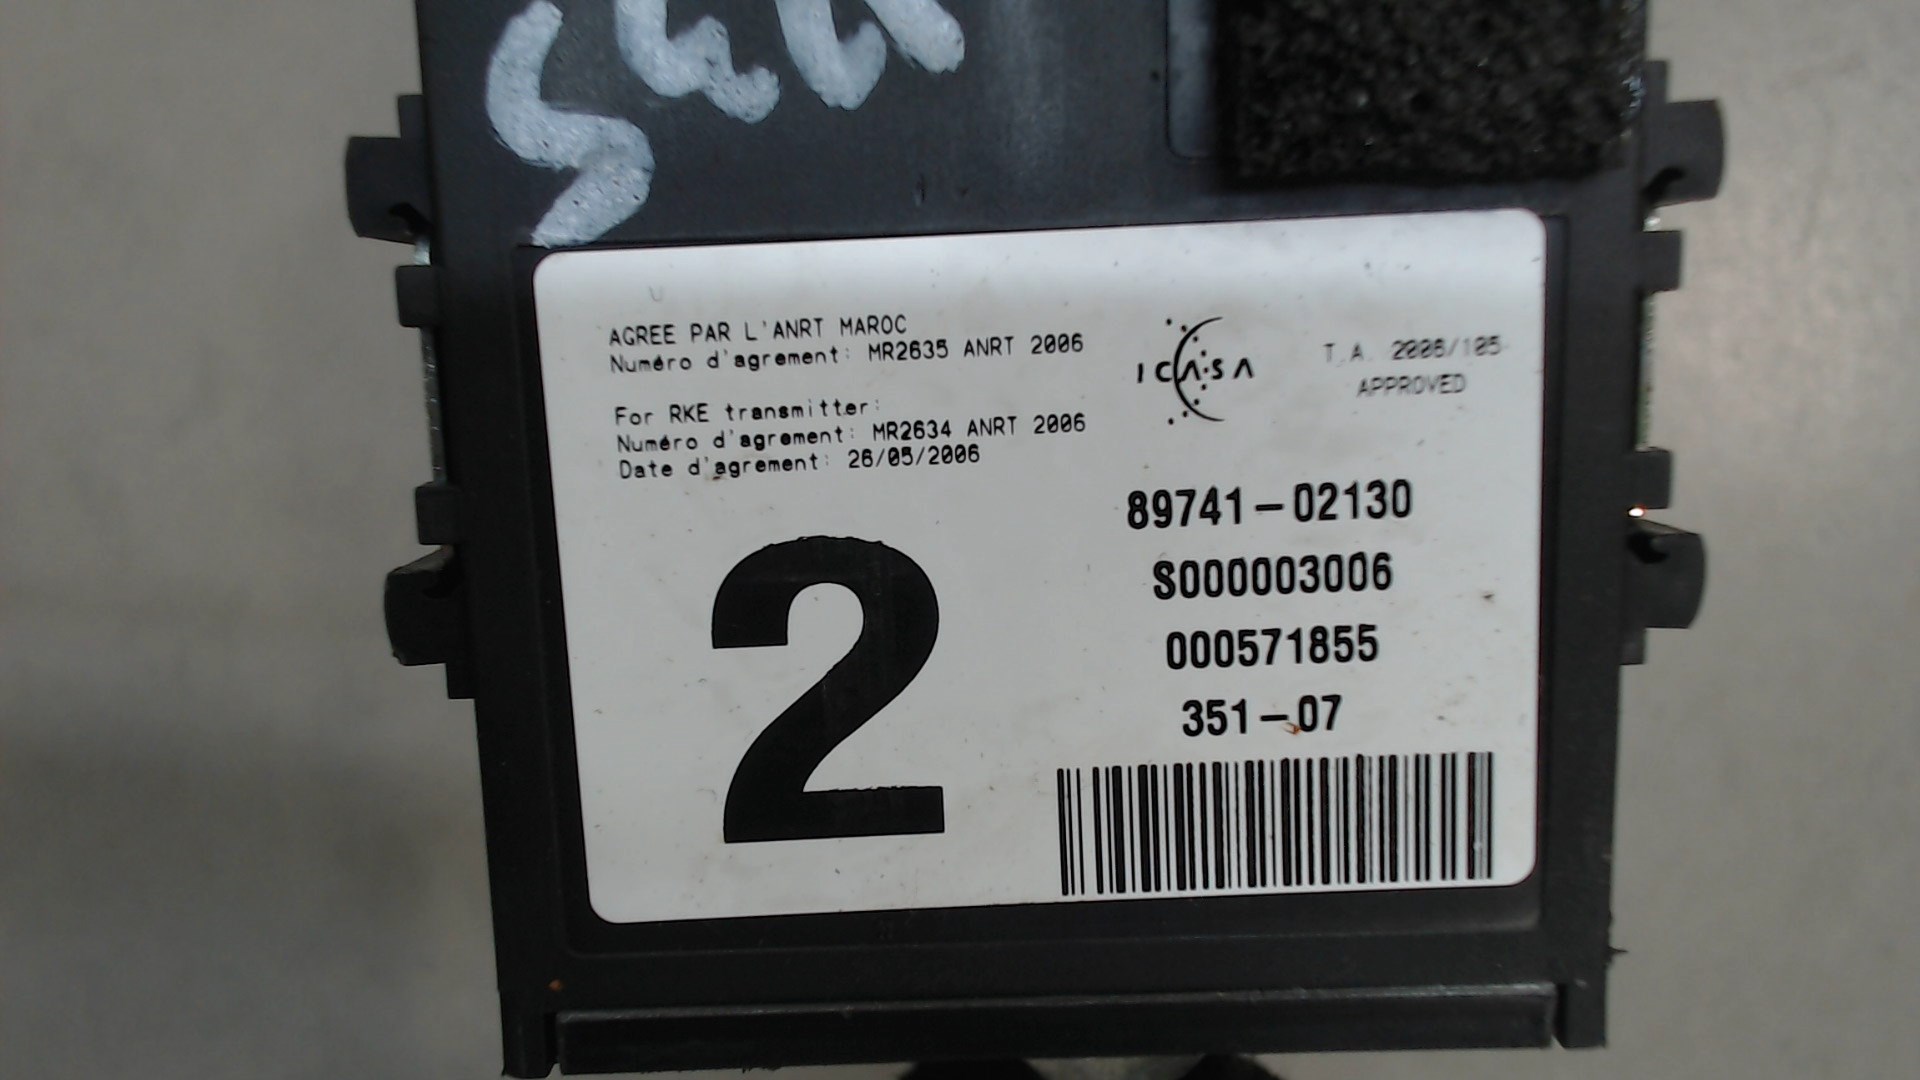 AGREE PAR L'ANRT MAROC
Numéro d'agrement: MR2635 ANRT 2006
For RKE transmitter:
Numéro d'agrement: MR2634 ANRT 2006
Date d'agrement: 26/05/2006
ICASA
T.A. 2006/105
APPROVED
89741-02130
S000003006
000571855
351-07
2